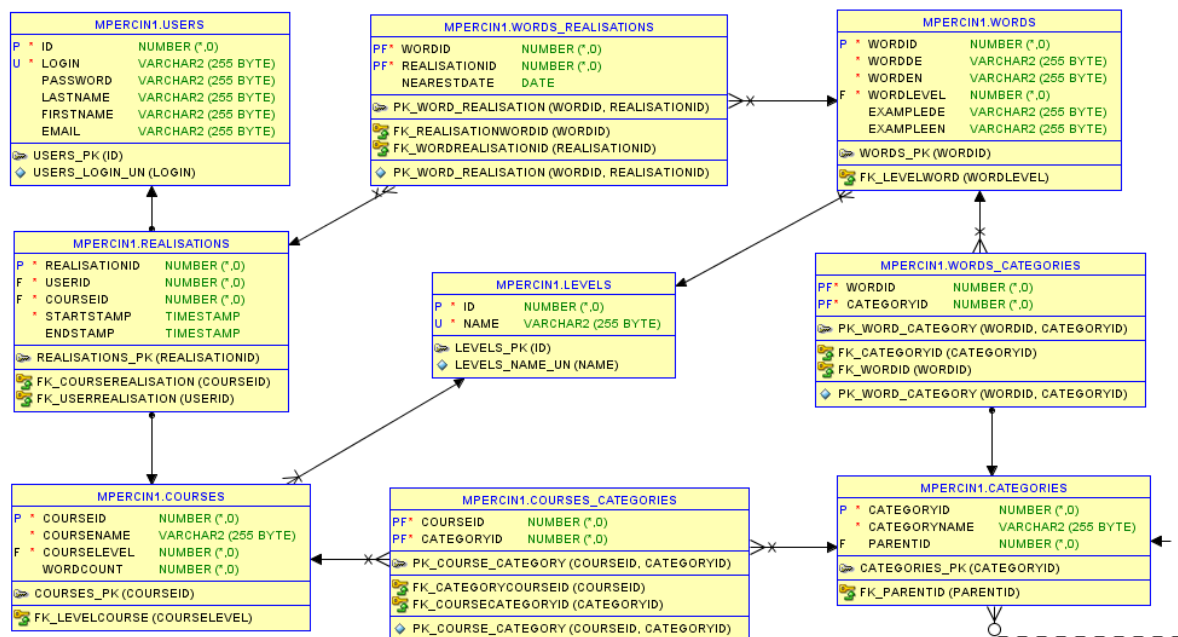 MPERCIN1.USERS
P * ID NUMBER (*,0)
U * LOGIN VARCHAR2 (255 BYTE)
PASSWORD VARCHAR2 (255 BYTE)
LASTNAME VARCHAR2 (255 BYTE)
FIRSTNAME VARCHAR2 (255 BYTE)
EMAIL VARCHAR2 (255 BYTE)
USERS_PK (ID)
USERS_LOGIN_UN (LOGIN)
MPERCIN1.WORDS_REALISATIONS
PF* WORDID NUMBER (*,0)
PF* REALISATIONID NUMBER (*,0)
NEARESTDATE DATE
PK_WORD_REALISATION (WORDID, REALISATIONID)
FK_REALISATIONWORDID (WORDID)
FK_WORDREALISATIONID (REALISATIONID)
PK_WORD_REALISATION (WORDID, REALISATIONID)
MPERCIN1.WORDS
P * WORDID NUMBER (*,0)
* WORDDE VARCHAR2 (255 BYTE)
* WORDEN VARCHAR2 (255 BYTE)
F * WORDLEVEL NUMBER (*,0)
EXAMPLEDE VARCHAR2 (255 BYTE)
EXAMPLEEN VARCHAR2 (255 BYTE)
WORDS_PK (WORDID)
FK_LEVELWORD (WORDLEVEL)
MPERCIN1.REALISATIONS
P * REALISATIONID NUMBER (*,0)
F * USERID NUMBER (*,0)
F * COURSEID NUMBER (*,0)
* STARTSTAMP TIMESTAMP
ENDSTAMP TIMESTAMP
REALISATIONS_PK (REALISATIONID)
FK_COURSEREALISATION (COURSEID)
FK_USERREALISATION (USERID)
MPERCIN1.LEVELS
P * ID NUMBER (*,0)
U * NAME VARCHAR2 (255 BYTE)
LEVELS_PK (ID)
LEVELS_NAME_UN (NAME)
MPERCIN1.WORDS_CATEGORIES
PF* WORDID NUMBER (*,0)
PF* CATEGORYID NUMBER (*,0)
PK_WORD_CATEGORY (WORDID, CATEGORYID)
FK_CATEGORYID (CATEGORYID)
FK_WORDID (WORDID)
PK_WORD_CATEGORY (WORDID, CATEGORYID)
MPERCIN1.COURSES
P * COURSEID NUMBER (*,0)
* COURSENAME VARCHAR2 (255 BYTE)
F * COURSELEVEL NUMBER (*,0)
WORDCOUNT NUMBER (*,0)
COURSES_PK (COURSEID)
FK_LEVELCOURSE (COURSELEVEL)
MPERCIN1.COURSES_CATEGORIES
PF* COURSEID NUMBER (*,0)
PF* CATEGORYID NUMBER (*,0)
PK_COURSE_CATEGORY (COURSEID, CATEGORYID)
FK_CATEGORYCOURSEID (COURSEID)
FK_COURSECATEGORYID (CATEGORYID)
PK_COURSE_CATEGORY (COURSEID, CATEGORYID)
MPERCIN1.CATEGORIES
P * CATEGORYID NUMBER (*,0)
* CATEGORYNAME VARCHAR2 (255 BYTE)
F PARENTID NUMBER (*,0)
CATEGORIES_PK (CATEGORYID)
FK_PARENTID (PARENTID)